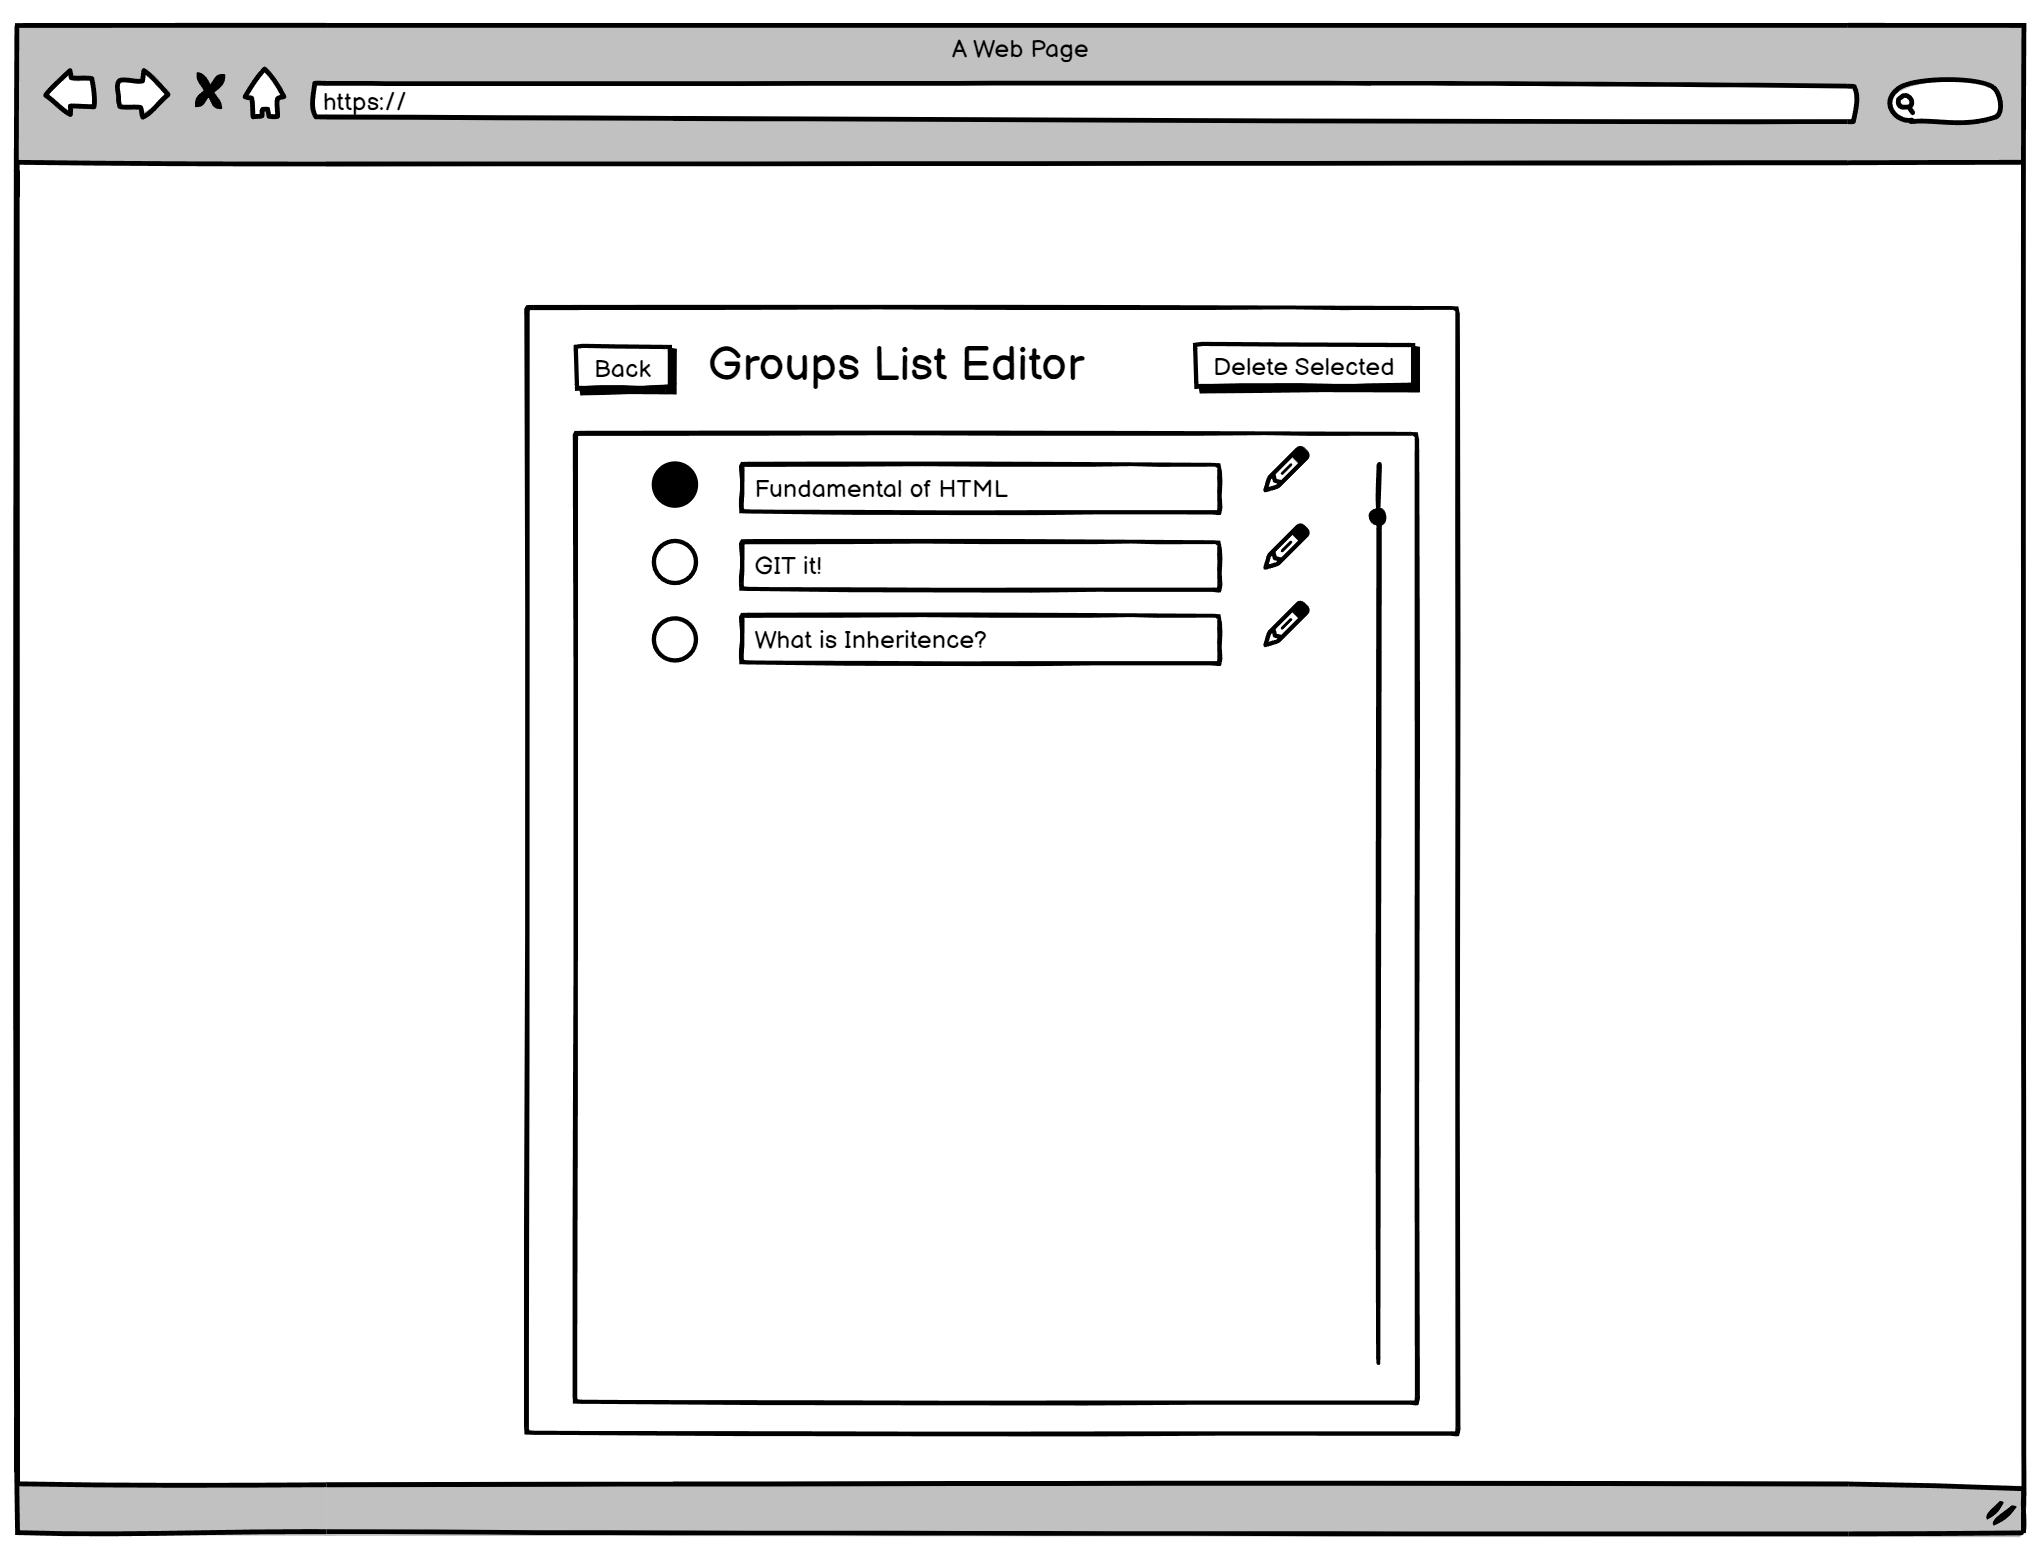 A Web Page
https://
Back
Groups List Editor
Delete Selected
Fundamental of HTML
GIT it!
What is Inheritence?